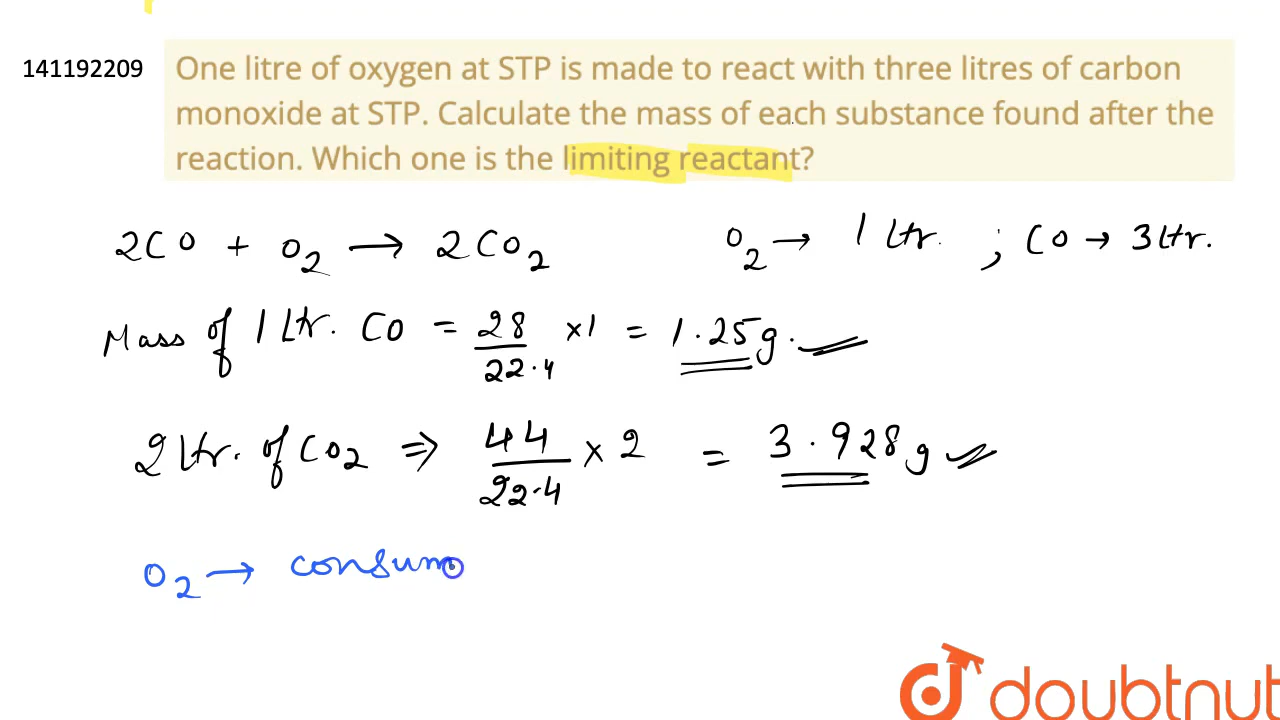 141192209
One litre of oxygen at STP is made to react with three litres of carbon
monoxide at STP. Calculate the mass of each substance found after the
reaction. Which one is the limiting reactant?
2CO + O2 → 2CO2 O2 → 1 Ltr. ; CO → 3 Ltr.
Mass of 1 Ltr. CO = 28/22.4 × 1 = 1.25g.
2 Ltr. of CO2 ⇒ 44/22.4 × 2 = 3.928g
O2 → consum
doubtnut